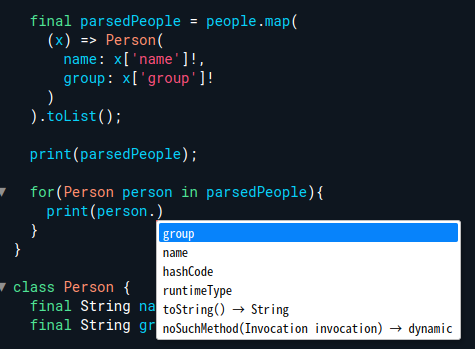 final parsedPeople = people.map(
(x) => Person(
name: x['name']!,
group: x['group']!
)
).toList();
print(parsedPeople);
for(Person person in parsedPeople){
print(person.)
}
}
group
name
hashCode
runtimeType
toString() → String
noSuchMethod(Invocation invocation) → dynamic
class Person {
final String na
final String gr